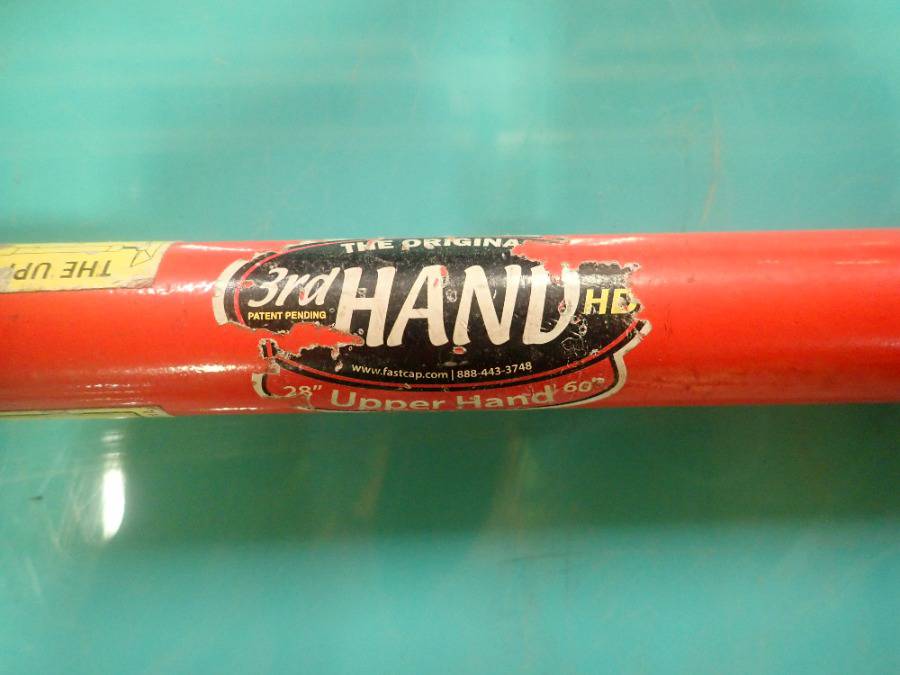 THE UP
THE ORIGINA
3rd HAND HD
PATENT PENDING
www.fastcap.com | 888-443-3748
28" Upper Hand 60"